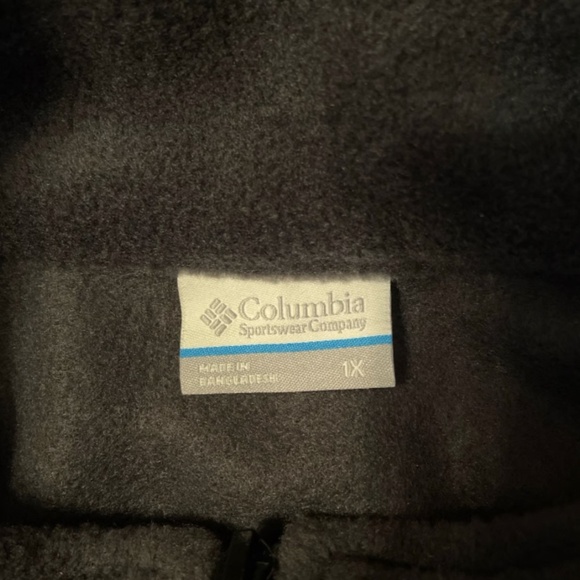 Columbia
Sportswear Company
MADE IN
BANGLADESH
1X